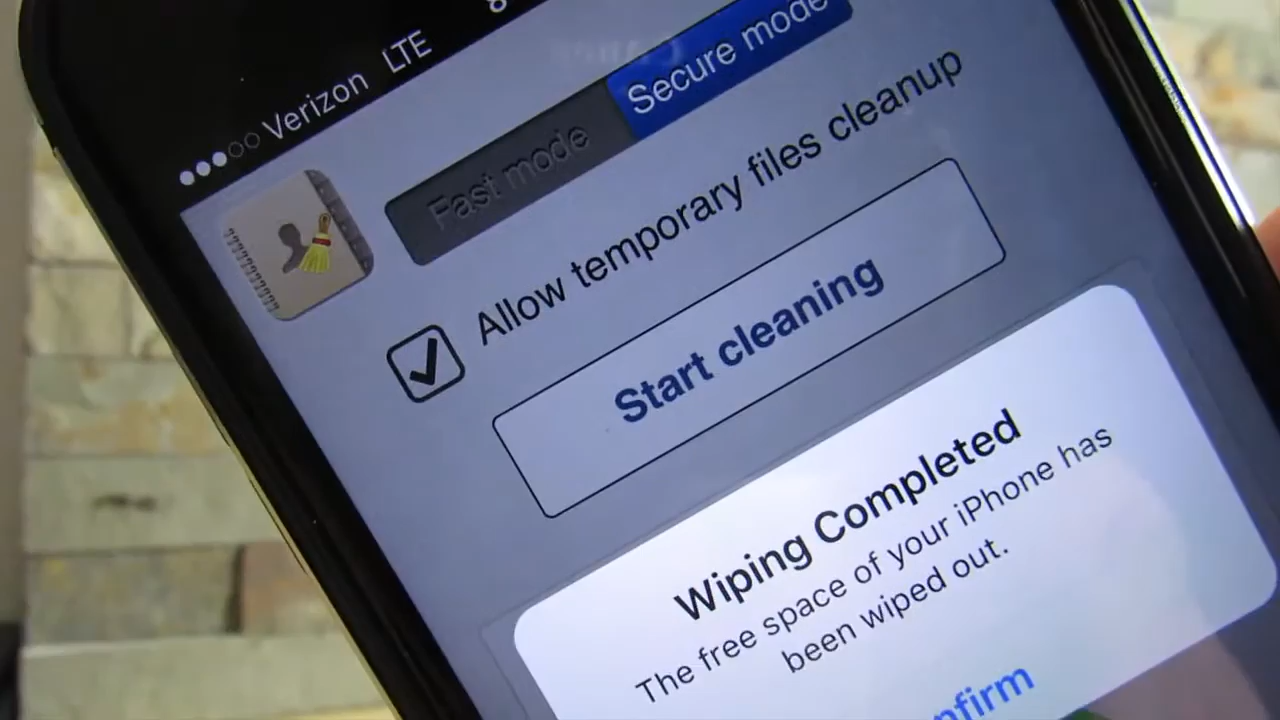 Verizon LTE
Fast mode
Secure mode
Allow temporary files cleanup
Start cleaning
Wiping Completed
The free space of your iPhone has
been wiped out.
nfirm